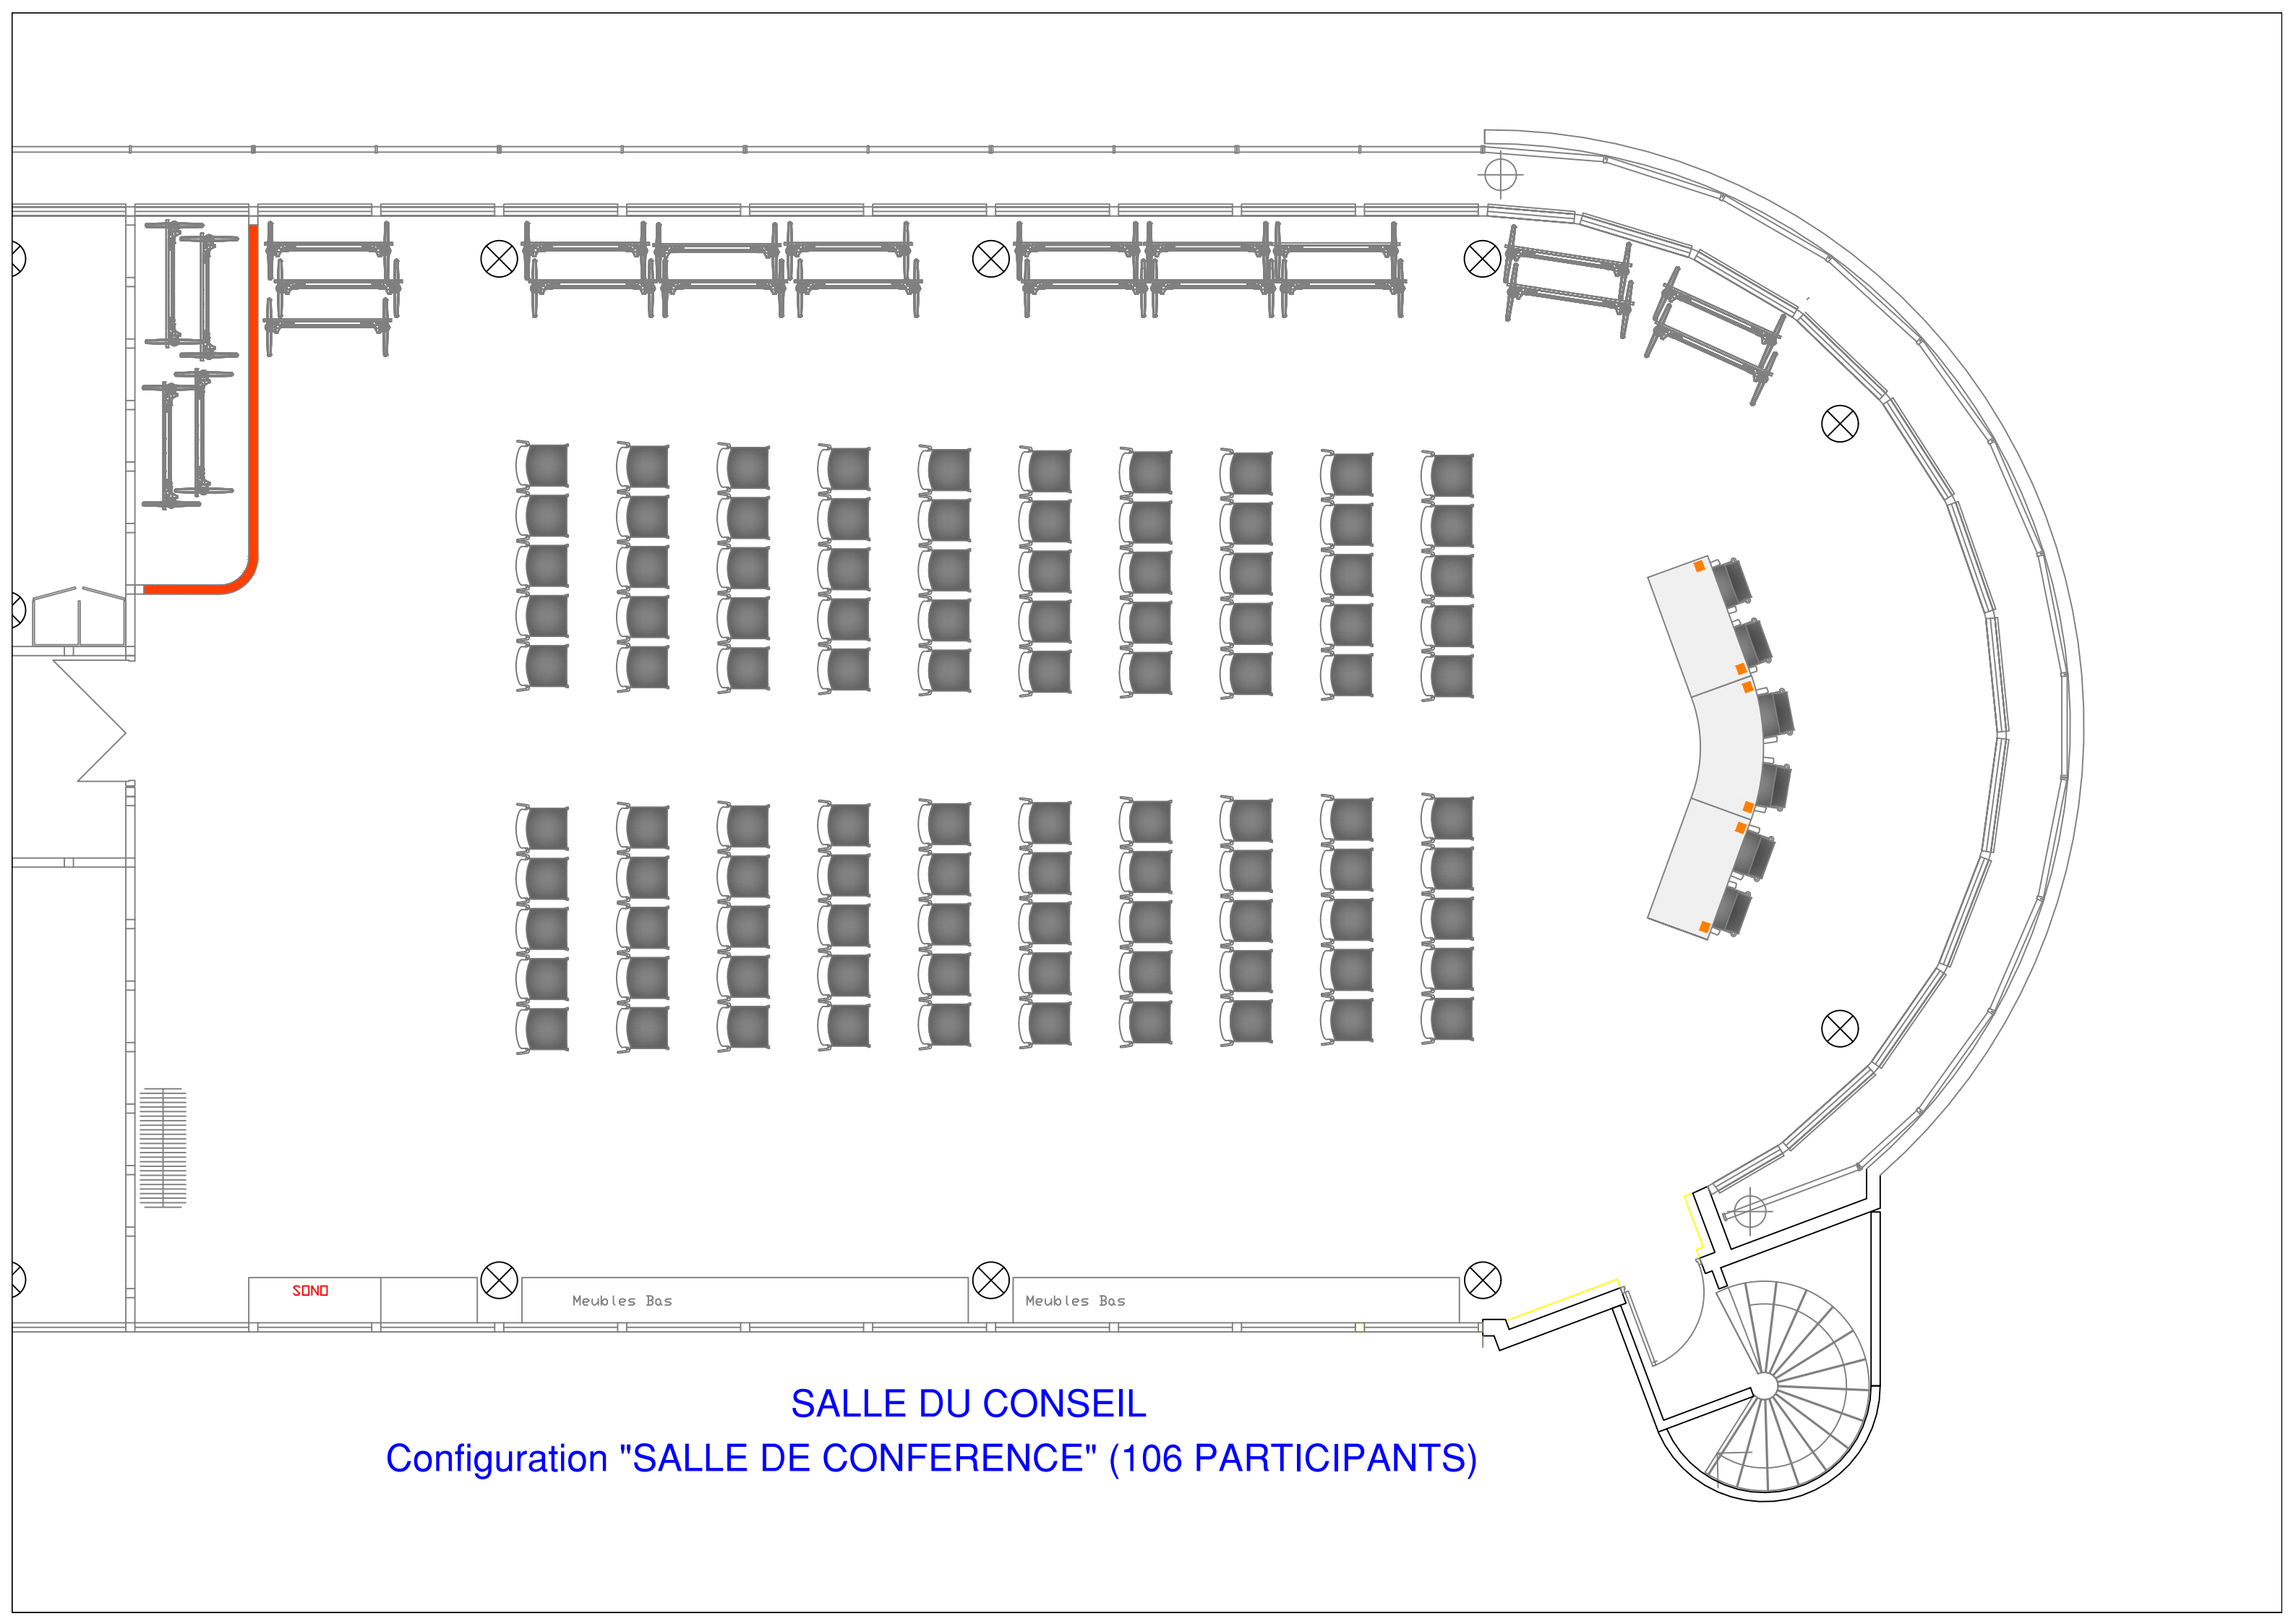 SONO
Meubles Bas
Meubles Bas
SALLE DU CONSEIL
Configuration "SALLE DE CONFERENCE" (106 PARTICIPANTS)